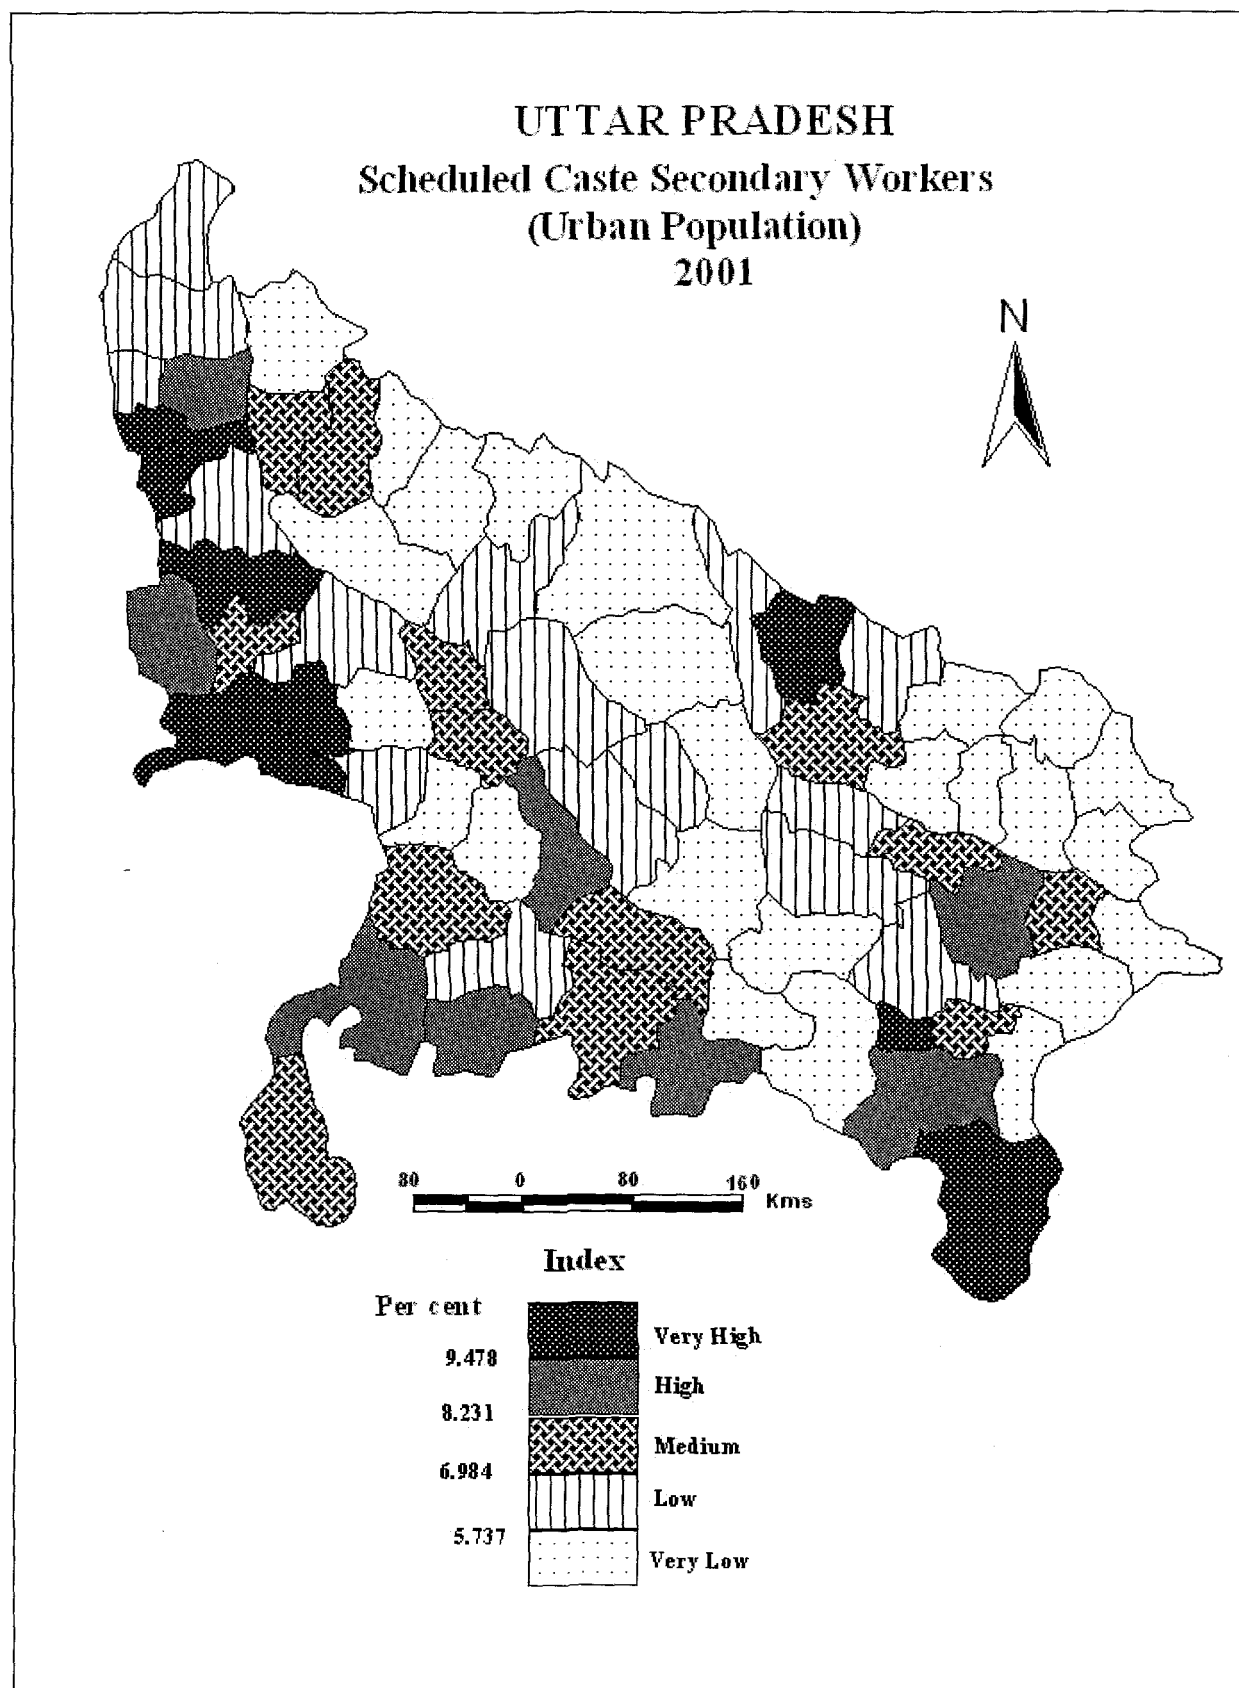 UTTAR PRADESH
Scheduled Caste Secondary Workers
(Urban Population)
2001
N
80 0 80 160 Kms
Index
Per cent
Very High
9.478
High
8.231
Medium
6.984
Low
5.737
Very Low